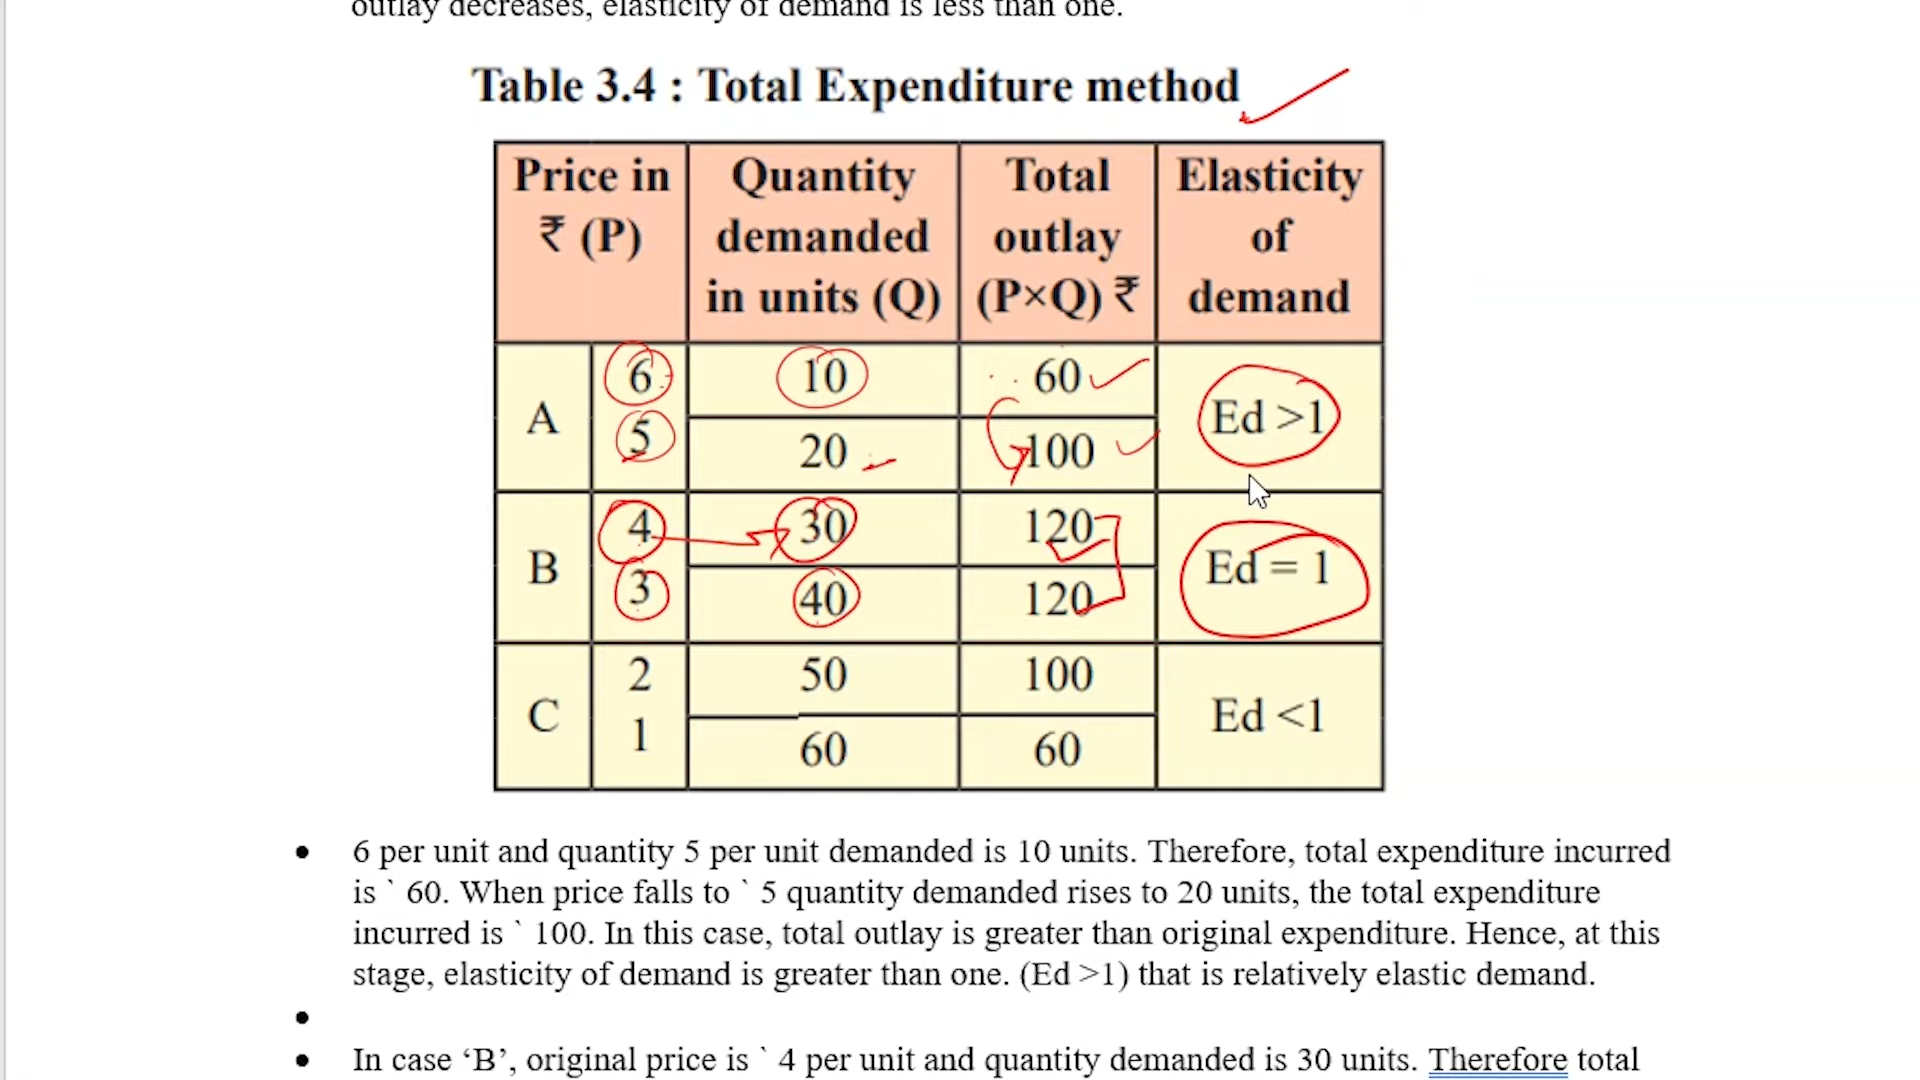 outlay decreases, elasticity of demand is less than one.
Table 3.4 : Total Expenditure method
Price in ₹ (P)
Quantity demanded in units (Q)
Total outlay (P×Q) ₹
Elasticity of demand
A
6
10
60
Ed >1
5
20
100
B
4
30
120
Ed = 1
3
40
120
C
2
50
100
Ed <1
1
60
60
• 6 per unit and quantity 5 per unit demanded is 10 units. Therefore, total expenditure incurred
is ` 60. When price falls to ` 5 quantity demanded rises to 20 units, the total expenditure
incurred is ` 100. In this case, total outlay is greater than original expenditure. Hence, at this
stage, elasticity of demand is greater than one. (Ed >1) that is relatively elastic demand.
•
• In case ‘B’, original price is ` 4 per unit and quantity demanded is 30 units. Therefore total